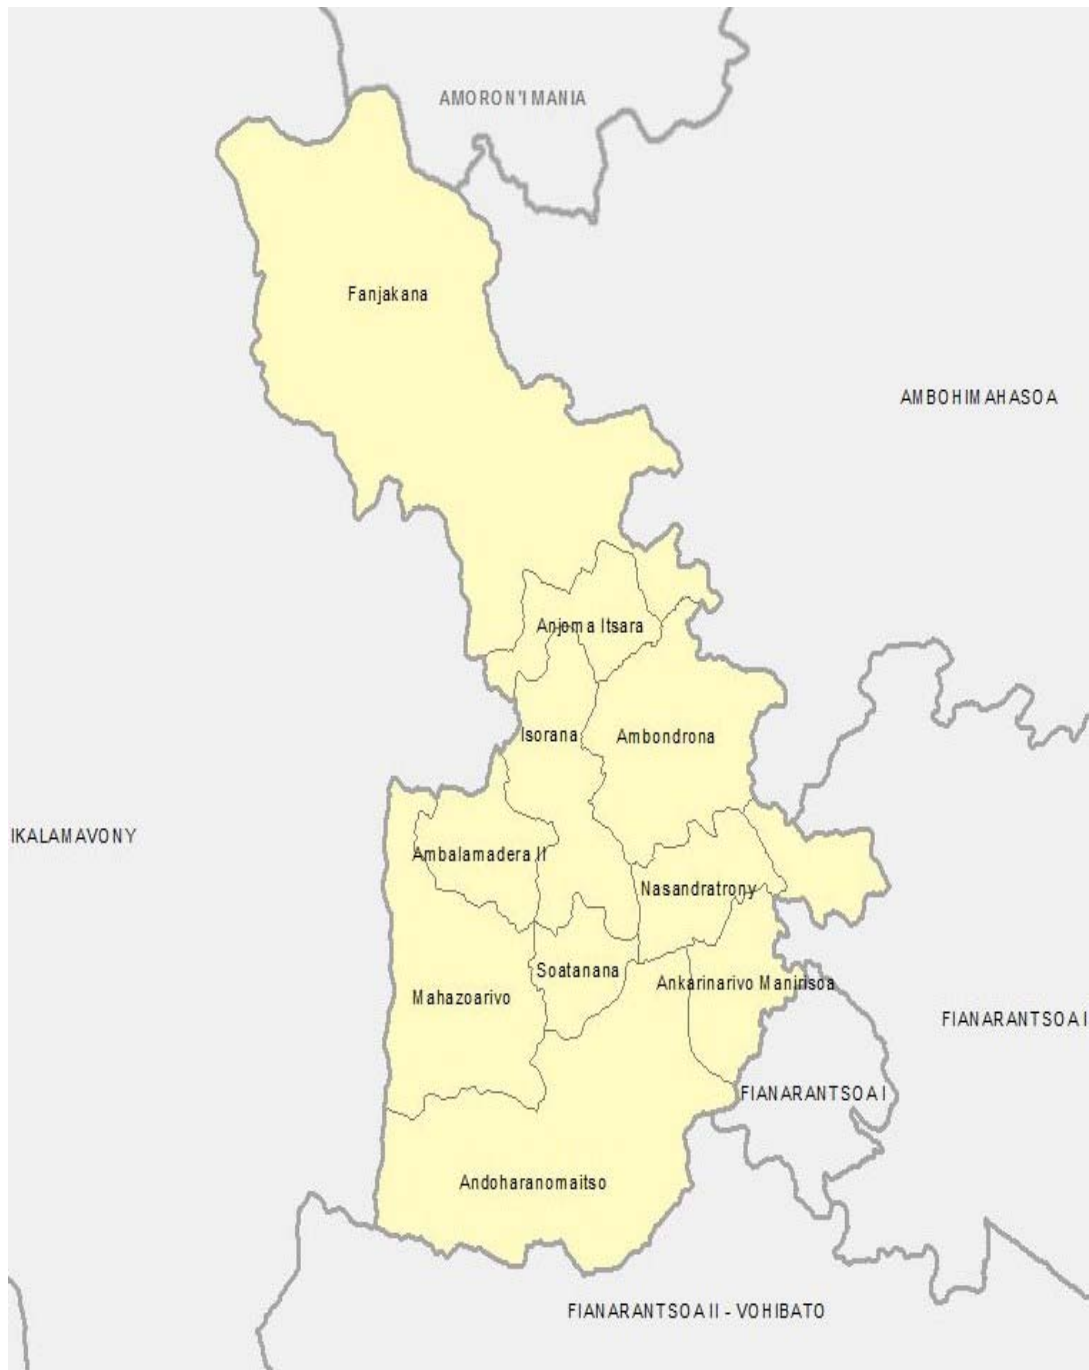 AMORON'I MANIA
Fanjakana
AMBOHIMAHASOA
Anjoma Itsara
Isorana
Ambondrona
IKALAMAVONY
Ambalamadera II
Nasandratrony
Soatanana
Ankarinarivo Manirisoa
Mahazoarivo
FIANARANTSOA I
FIANARANTSOA I
Andoharanomaitso
FIANARANTSOA II - VOHIBATO